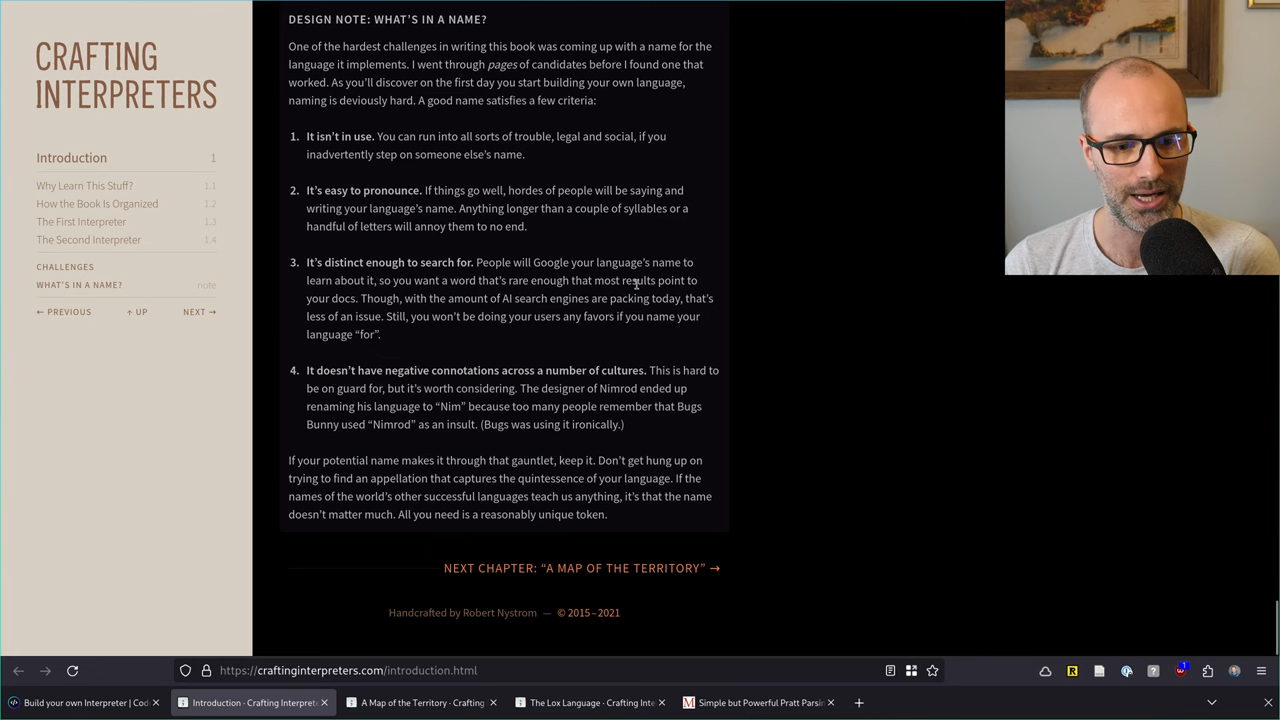 CRAFTING
INTERPRETERS
Introduction 1
Why Learn This Stuff? 1.1
How the Book Is Organized 1.2
The First Interpreter 1.3
The Second Interpreter 1.4
CHALLENGES
WHAT'S IN A NAME? note
← PREVIOUS ↑ UP NEXT →
DESIGN NOTE: WHAT'S IN A NAME?
One of the hardest challenges in writing this book was coming up with a name for the
language it implements. I went through pages of candidates before I found one that
worked. As you'll discover on the first day you start building your own language,
naming is deviously hard. A good name satisfies a few criteria:
1. It isn't in use. You can run into all sorts of trouble, legal and social, if you
inadvertently step on someone else's name.
2. It's easy to pronounce. If things go well, hordes of people will be saying and
writing your language's name. Anything longer than a couple of syllables or a
handful of letters will annoy them to no end.
3. It's distinct enough to search for. People will Google your language's name to
learn about it, so you want a word that's rare enough that most results point to
your docs. Though, with the amount of AI search engines are packing today, that's
less of an issue. Still, you won't be doing your users any favors if you name your
language “for”.
4. It doesn't have negative connotations across a number of cultures. This is hard to
be on guard for, but it's worth considering. The designer of Nimrod ended up
renaming his language to “Nim” because too many people remember that Bugs
Bunny used “Nimrod” as an insult. (Bugs was using it ironically.)
If your potential name makes it through that gauntlet, keep it. Don't get hung up on
trying to find an appellation that captures the quintessence of your language. If the
names of the world's other successful languages teach us anything, it's that the name
doesn't matter much. All you need is a reasonably unique token.
NEXT CHAPTER: “A MAP OF THE TERRITORY” →
Handcrafted by Robert Nystrom — © 2015–2021
https://craftinginterpreters.com/introduction.html
R ? 1
Build your own Interpreter | Cod
Introduction · Crafting Interprete
A Map of the Territory · Crafting
The Lox Language · Crafting Inte
M Simple but Powerful Pratt Parsin